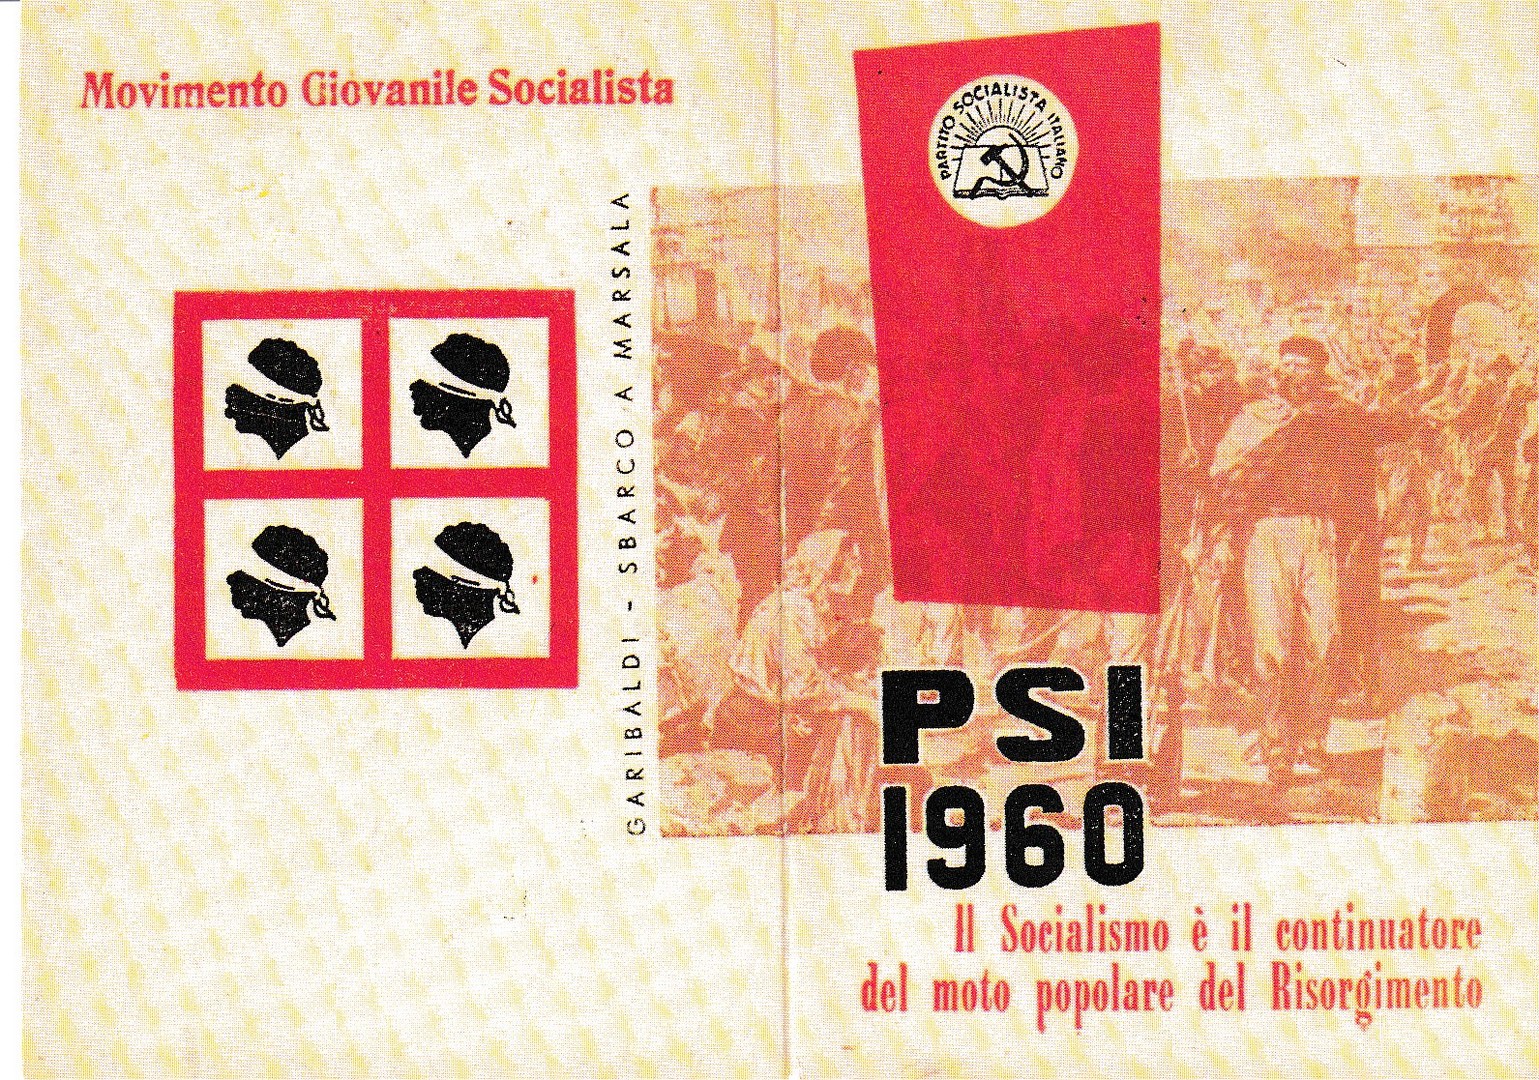 Movimento Giovanile Socialista
GARIBALDI - SBARCO A MARSALA
PARTITO SOCIALISTA ITALIANO
PSI
1960
Il Socialismo è il continuatore
del moto popolare del Risorgimento